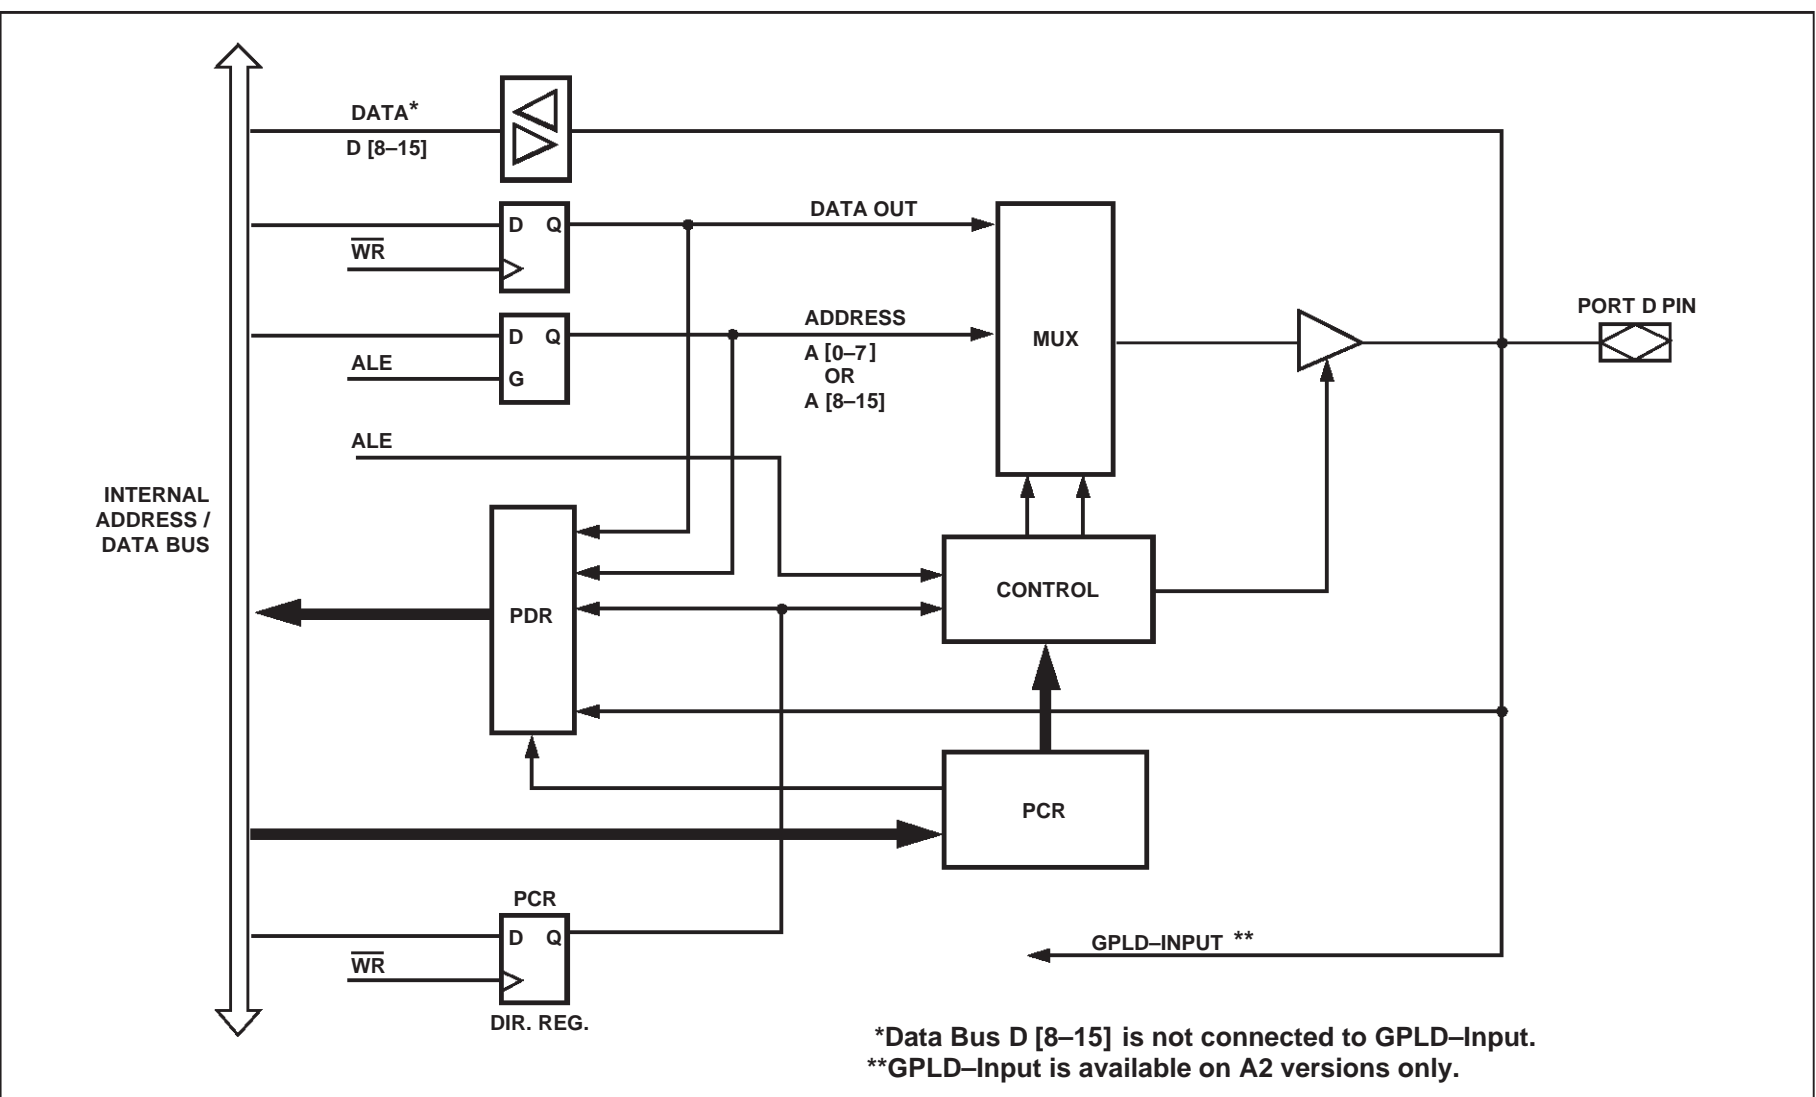 DATA*
D [8–15]
D Q
DATA OUT
WR
D Q
G
ALE
ADDRESS
A [0–7]
OR
A [8–15]
MUX
PORT D PIN
ALE
INTERNAL
ADDRESS /
DATA BUS
PDR
CONTROL
PCR
PCR
D Q
WR
DIR. REG.
GPLD–INPUT **
*Data Bus D [8–15] is not connected to GPLD–Input.
**GPLD–Input is available on A2 versions only.